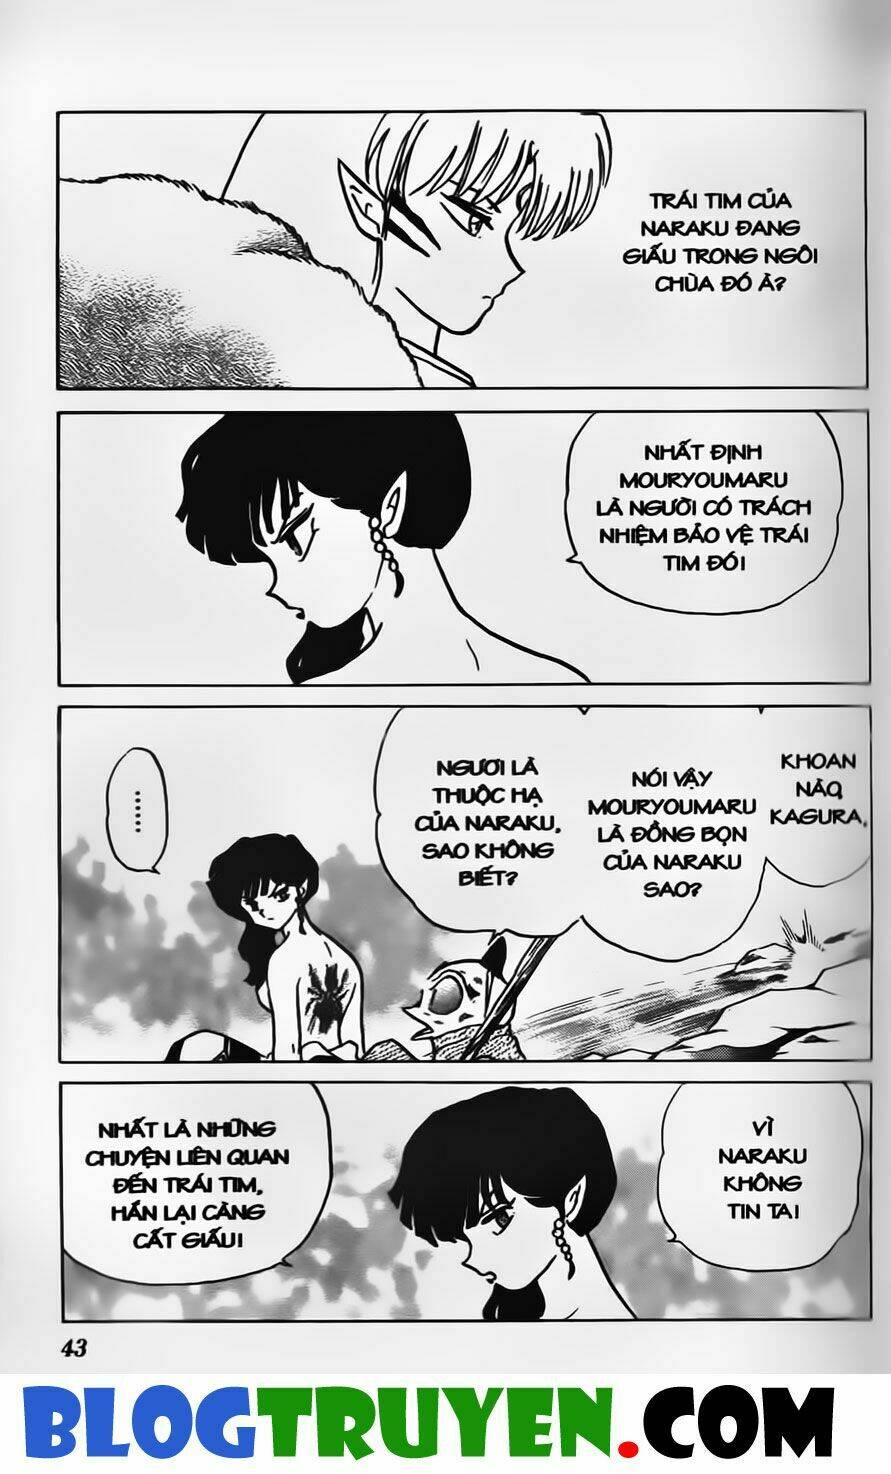 TRÁI TIM CỦA
NARAKU ĐANG
GIẤU TRONG NGÔI
CHÙA ĐÓ À?
NHẤT ĐỊNH
MOURYOUMARU
LÀ NGƯỜI CÓ TRÁCH
NHIỆM BẢO VỆ TRÁI
TIM ĐÓ!
KHOAN
NÀO,
KAGURA,
NÓI VẬY
MOURYOUMARU
LÀ ĐỒNG BỌN
CỦA NARAKU
SAO?
NGƯƠI LÀ
THUỘC HẠ
CỦA NARAKU,
SAO KHÔNG
BIẾT?
.......
VÌ
NARAKU
KHÔNG
TIN TA!
NHẤT LÀ NHỮNG
CHUYỆN LIÊN QUAN
ĐẾN TRÁI TIM,
HẮN LẠI CÀNG
CẤT GIẤU!
43
BLOGTRUYEN.COM